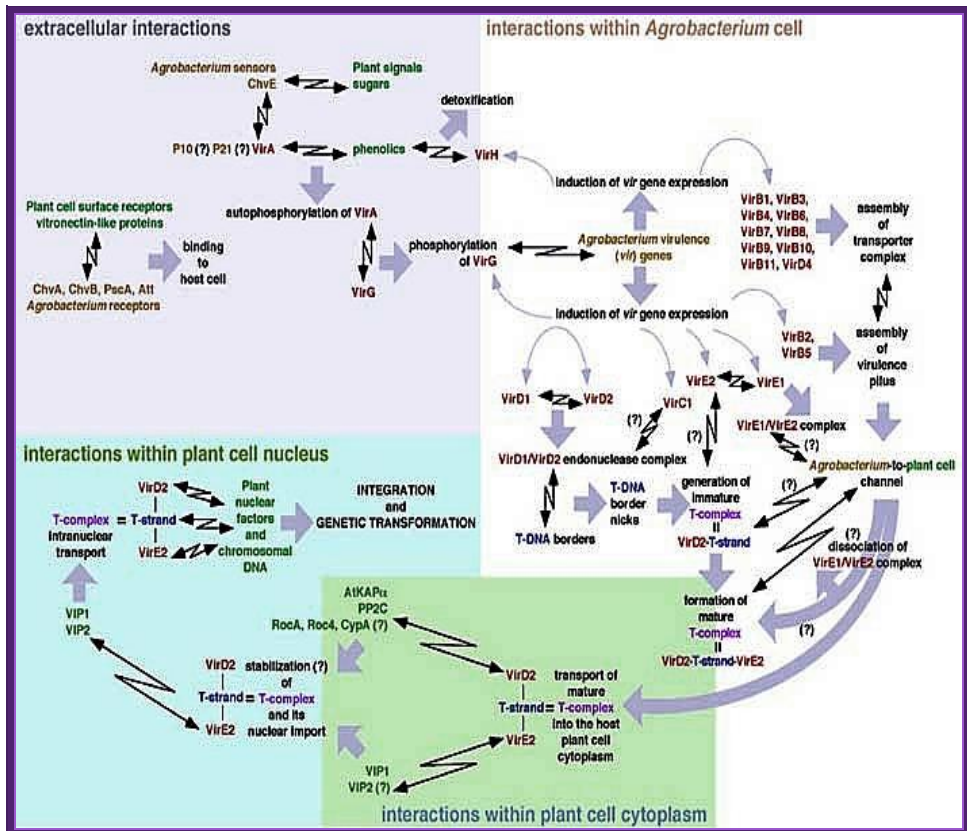 extracellular interactions
Agrobacterium sensors
ChvE
Plant signals
sugars
detoxification
P10 (?) P21 (?) VirA
phenolics
VirH
autophosphorylation of VirA
Plant cell surface receptors
vitronectin-like proteins
binding
to
host cell
ChvA, ChvB, PscA, Att
Agrobacterium receptors
VirG
phosphorylation
of VirG
interactions within Agrobacterium cell
induction of vir gene expression
Agrobacterium virulence
(vir) genes
induction of vir gene expression
VirB1, VirB3,
VirB4, VirB6,
VirB7, VirB8,
VirB9, VirB10,
VirB11, VirD4
assembly
of
transporter
complex
VirB2,
VirB5
assembly
of
virulence
pilus
VirD1
VirD2
VirC1
VirE2
VirE1
(?)
(?)
VirE1/VirE2 complex
(?)
VirD1/VirD2 endonuclease complex
Agrobacterium-to-plant cell
channel
T-DNA
border
nicks
T-DNA borders
generation of
immature
T-complex
=
VirD2-T-strand
(?)
(?)
dissociation of
VirE1/VirE2 complex
formation of
mature
T-complex
=
VirD2-T-strand-VirE2
(?)
interactions within plant cell nucleus
VirD2
T-complex = T-strand
intranuclear
transport
VirE2
Plant
nuclear
factors
and
chromosomal
DNA
INTEGRATION
and
GENETIC TRANSFORMATION
VIP1
VIP2
VirD2
T-strand = T-complex
VirE2
stabilization (?)
of
and its
nuclear import
AtKAPα
PP2C
RocA, Roc4, CypA (?)
VirD2
T-strand = T-complex
VirE2
transport of
mature
into the host
plant cell
cytoplasm
VIP1
VIP2 (?)
interactions within plant cell cytoplasm